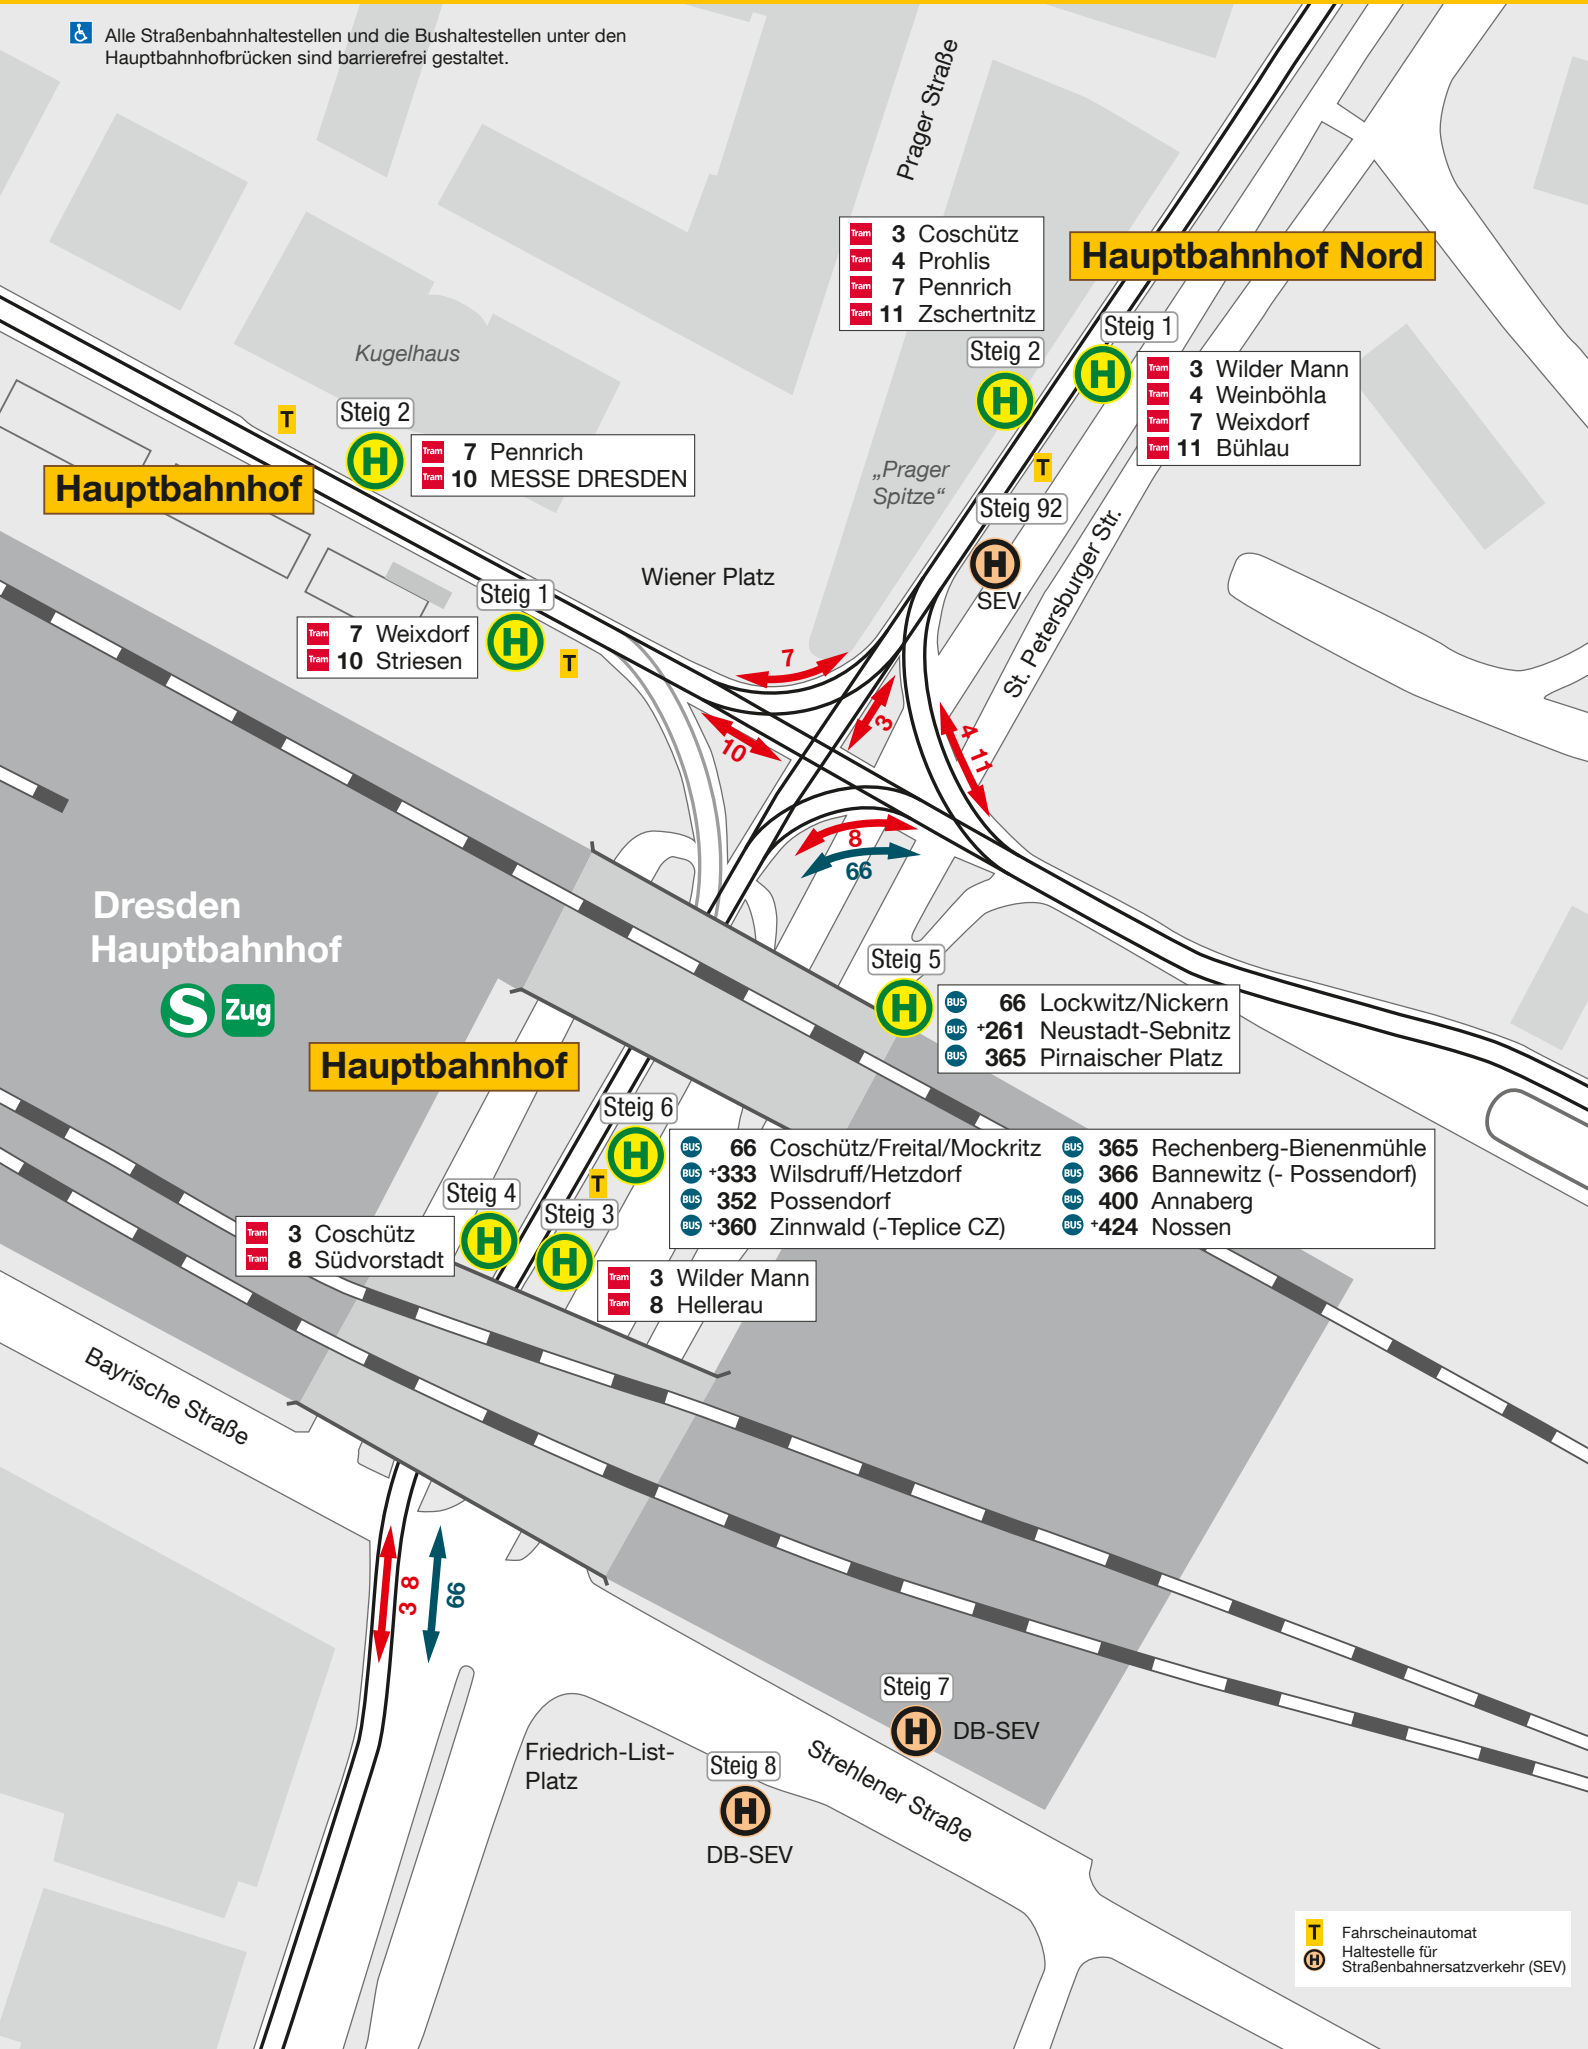 Alle Straßenbahnhaltestellen und die Bushaltestellen unter den
Hauptbahnhofbrücken sind barrierefrei gestaltet.
Prager Straße
Tram 3 Coschütz
Tram 4 Prohlis
Tram 7 Pennrich
Tram 11 Zschertnitz
Hauptbahnhof Nord
Steig 1
H
Steig 2
H
Tram 3 Wilder Mann
Tram 4 Weinböhla
Tram 7 Weixdorf
Tram 11 Bühlau
Kugelhaus
T
Steig 2
H
Tram 7 Pennrich
Tram 10 MESSE DRESDEN
Hauptbahnhof
„Prager
Spitze“
T
Steig 92
H
SEV
St. Petersburger Str.
Wiener Platz
Steig 1
H
T
Tram 7 Weixdorf
Tram 10 Striesen
7
3
10
4 11
8
66
Dresden
Hauptbahnhof
S Zug
Steig 5
H
BUS 66 Lockwitz/Nickern
BUS +261 Neustadt-Sebnitz
BUS 365 Pirnaischer Platz
Hauptbahnhof
Steig 6
H
T
BUS 66 Coschütz/Freital/Mockritz
BUS +333 Wilsdruff/Hetzdorf
BUS 352 Possendorf
BUS +360 Zinnwald (-Teplice CZ)
BUS 365 Rechenberg-Bienenmühle
BUS 366 Bannewitz (- Possendorf)
BUS 400 Annaberg
BUS +424 Nossen
Steig 4
H
Tram 3 Coschütz
Tram 8 Südvorstadt
Steig 3
H
Tram 3 Wilder Mann
Tram 8 Hellerau
Bayrische Straße
3 8
66
Steig 7
H DB-SEV
Friedrich-List-
Platz
Steig 8
H
DB-SEV
Strehlener Straße
T Fahrscheinautomat
H Haltestelle für
Straßenbahnersatzverkehr (SEV)